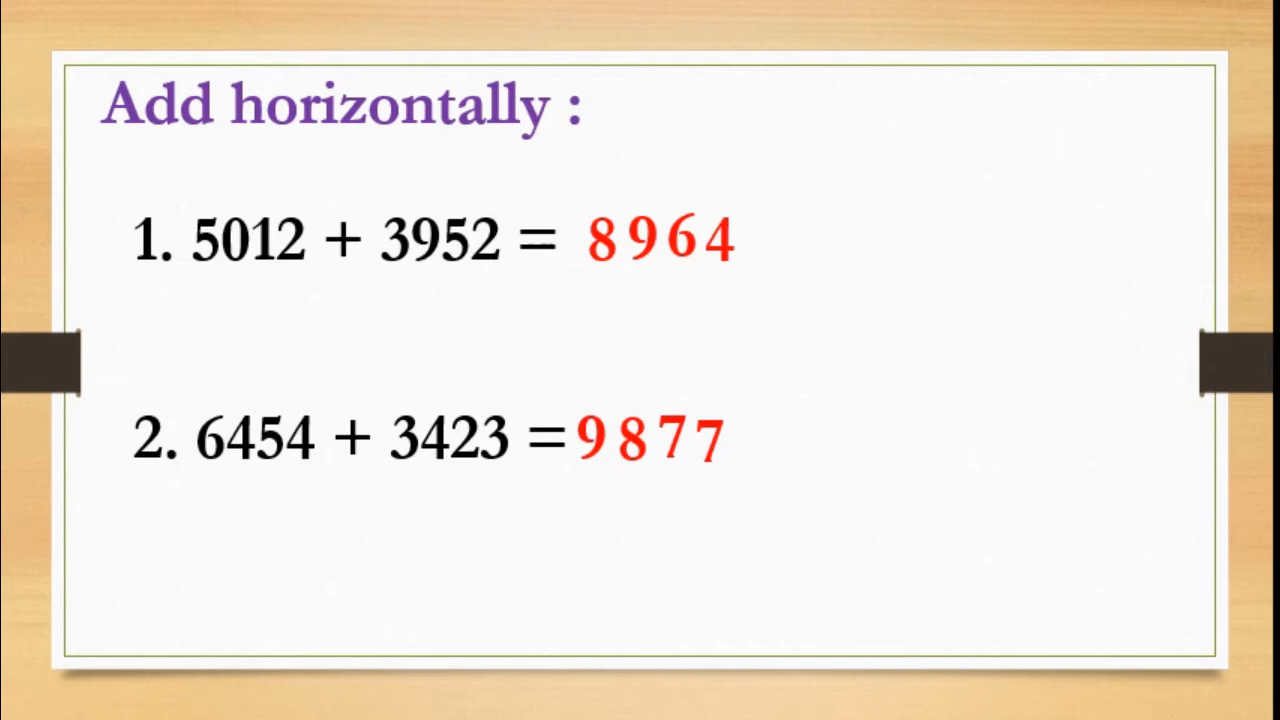 Add horizontally :
1. 5012 + 3952 = 8964
2. 6454 + 3423 = 9877